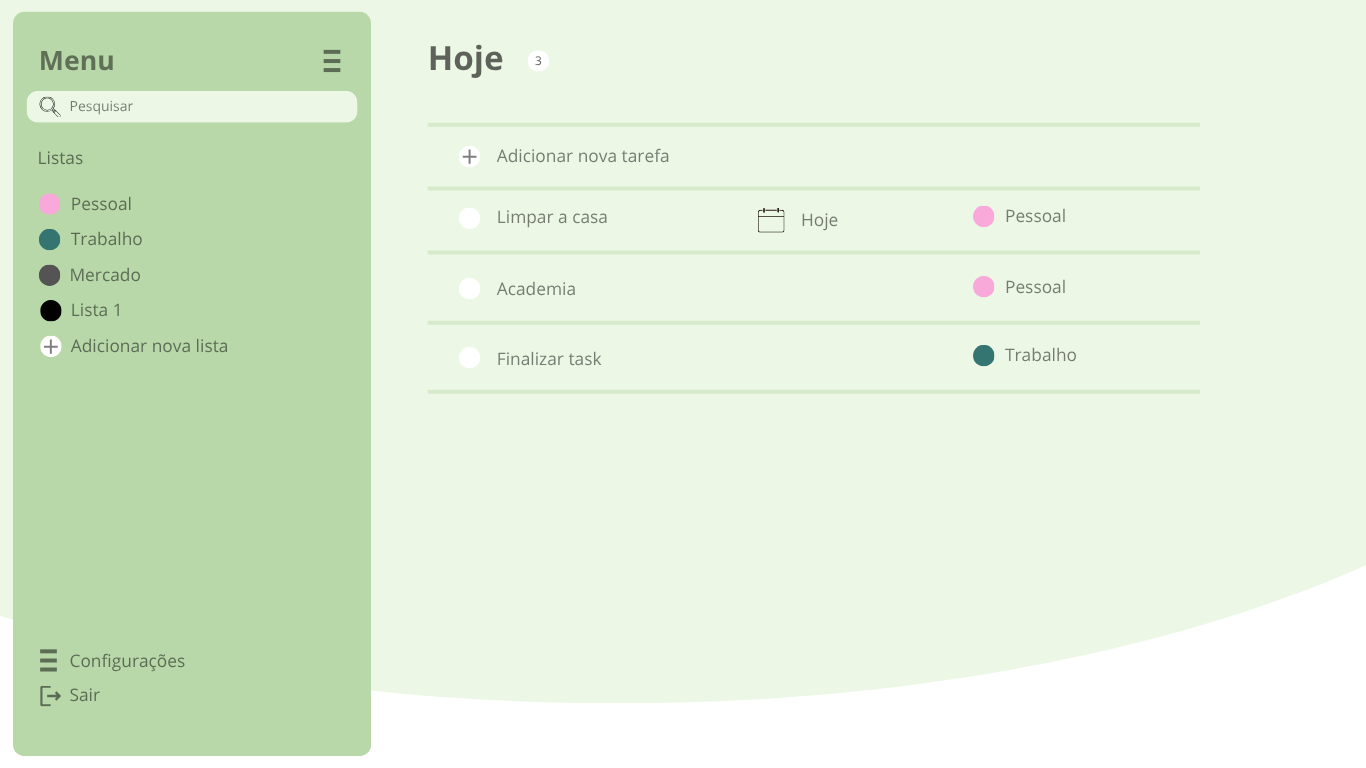 Menu
Pesquisar
Listas
Pessoal
Trabalho
Mercado
Lista 1
Adicionar nova lista
Configurações
Sair
Hoje 3
Adicionar nova tarefa
Limpar a casa Hoje Pessoal
Academia Pessoal
Finalizar task Trabalho